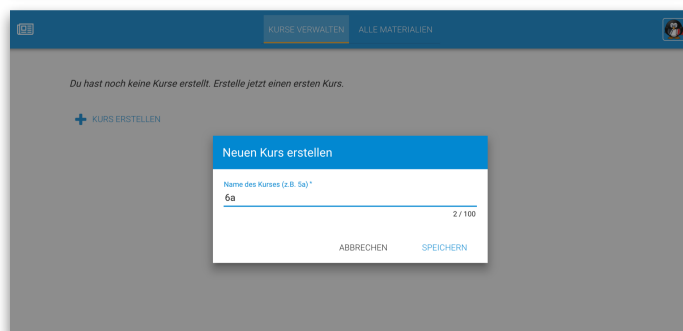 KURSE VERWALTEN ALLE MATERIALIEN
Du hast noch keine Kurse erstellt. Erstelle jetzt einen ersten Kurs.
KURS ERSTELLEN
Neuen Kurs erstellen
Name des Kurses (z.B. 5a) *
6a
2 / 100
ABBRECHEN SPEICHERN